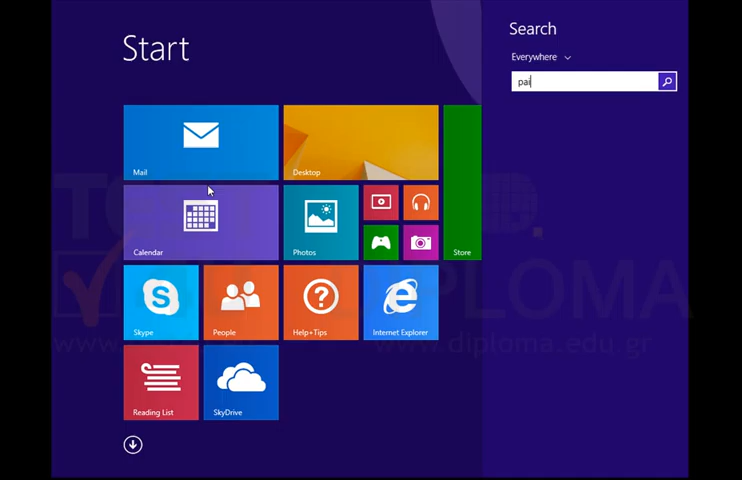 Start
Search
Everywhere
pai
Mail
Desktop
Calendar
Photos
Store
Skype
People
Help+Tips
Internet Explorer
Reading List
SkyDrive
DIPLOMA
www.diploma.edu.gr